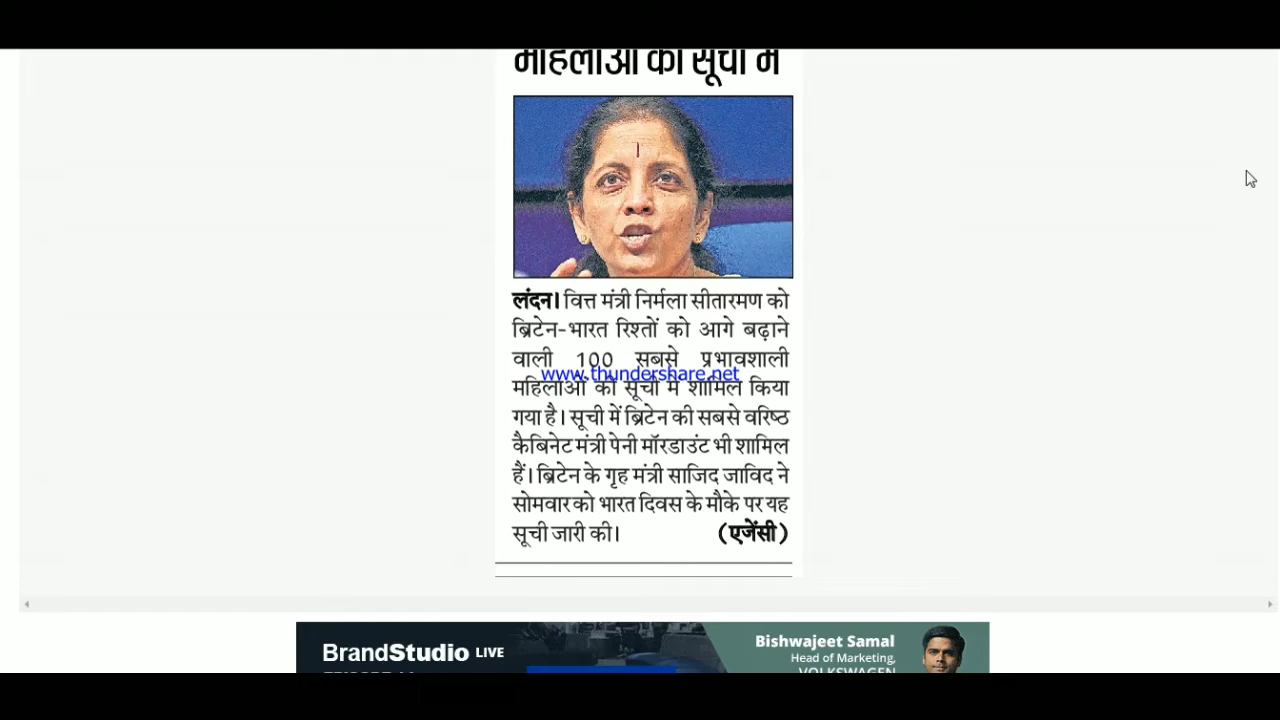 महिलाओं की सूची में
लंदन। वित्त मंत्री निर्मला सीतारमण को
ब्रिटेन-भारत रिश्तों को आगे बढ़ाने
वाली 100 सबसे प्रभावशाली
www.thundershare.net
महिलाओं की सूची में शामिल किया
गया है। सूची में ब्रिटेन की सबसे वरिष्ठ
कैबिनेट मंत्री पेनी मॉरडाउंट भी शामिल
हैं। ब्रिटेन के गृह मंत्री साजिद जाविद ने
सोमवार को भारत दिवस के मौके पर यह
सूची जारी की। (एजेंसी)
BrandStudio LIVE
Bishwajeet Samal
Head of Marketing,
VOLKSWAGEN